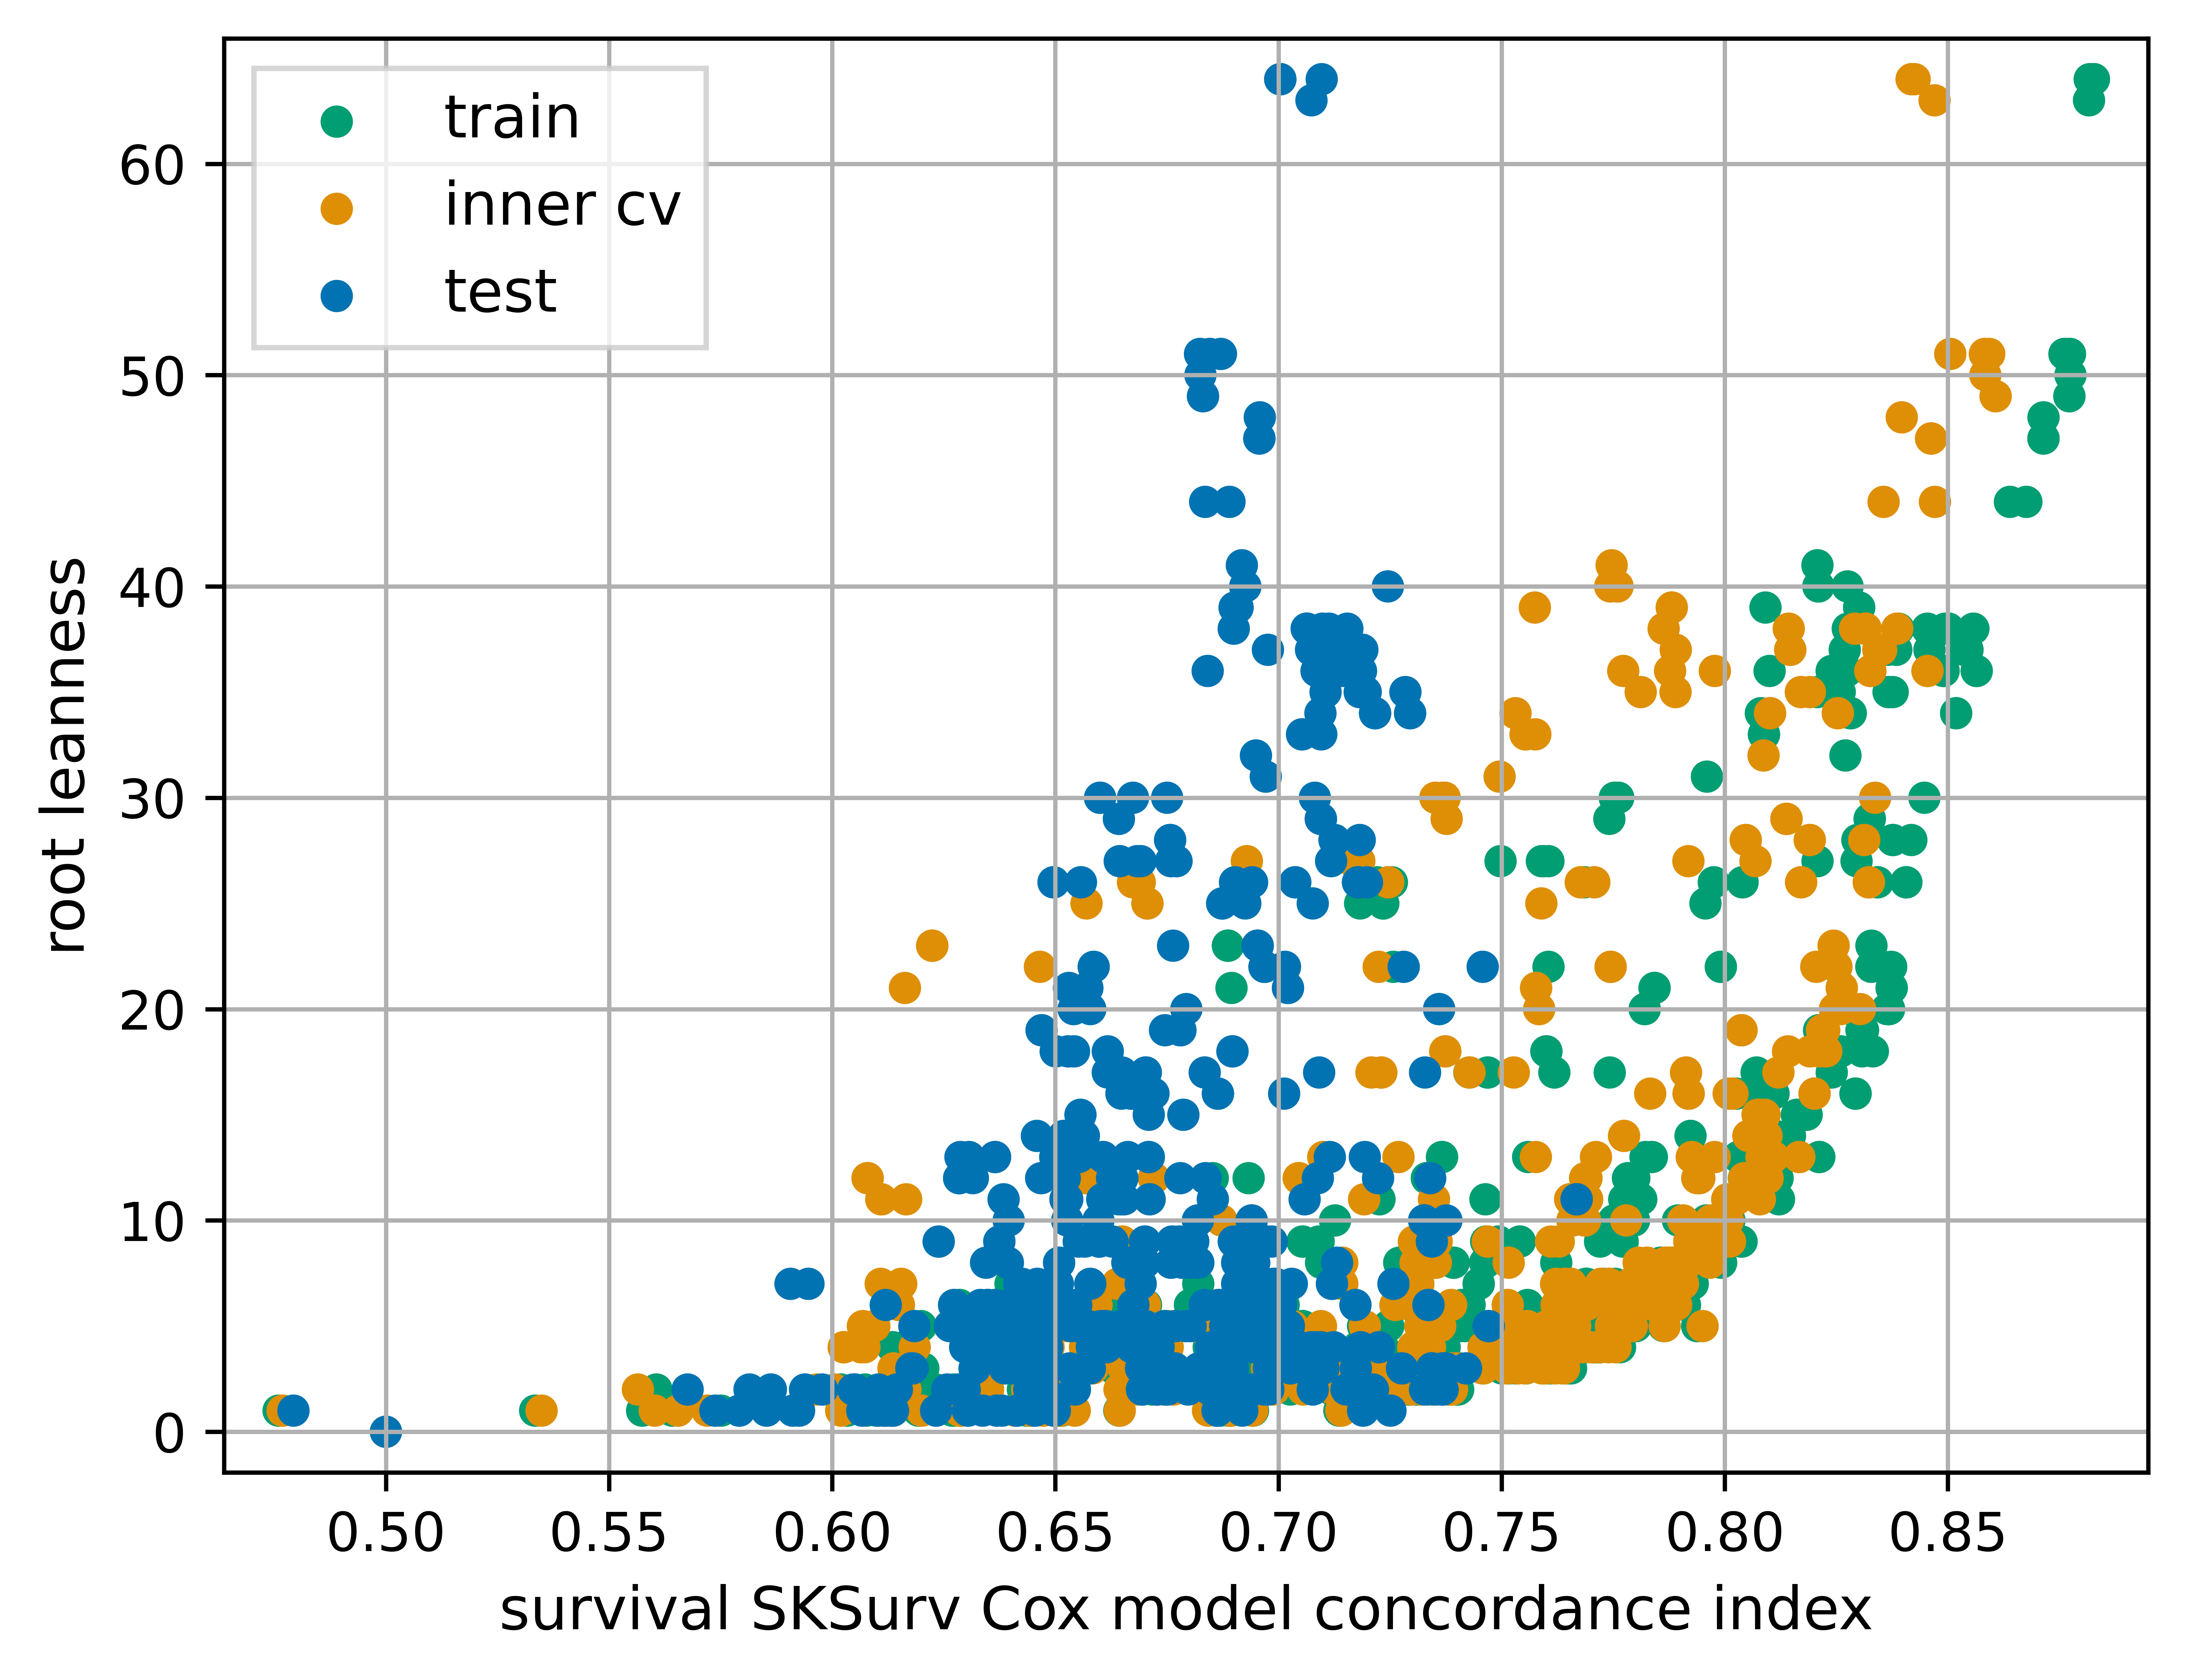 train
inner cv
test
60
50
40
30
20
10
0
root leanness
0.50 0.55 0.60 0.65 0.70 0.75 0.80 0.85
survival SKSurv Cox model concordance index